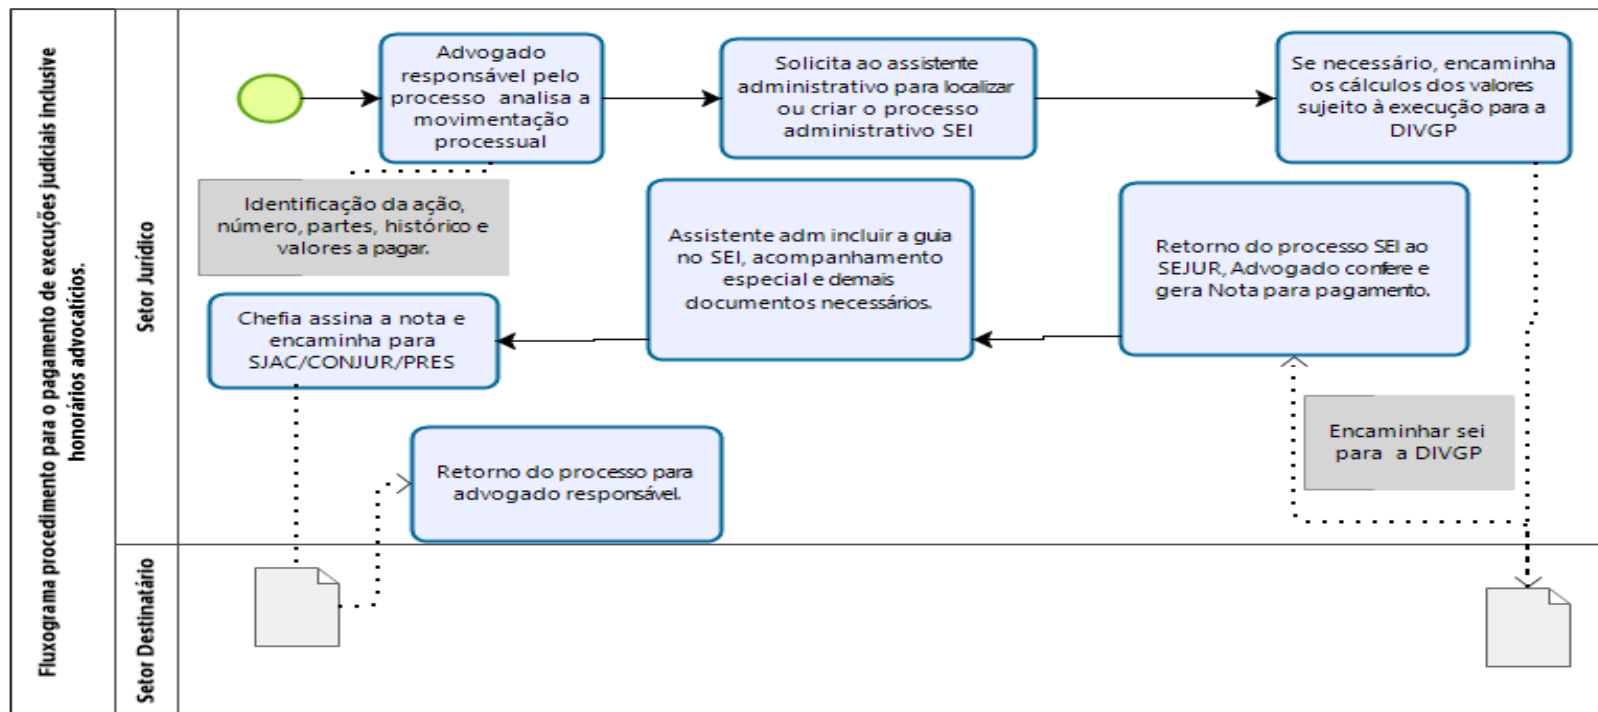 Fluxograma procedimento para o pagamento de execuções judiciais inclusive
honorários advocatícios.
Setor Jurídico
Advogado
responsável pelo
processo analisa a
movimentação
processual
Solicita ao assistente
administrativo para localizar
ou criar o processo
administrativo SEI
Se necessário, encaminha
os cálculos dos valores
sujeito à execução para a
DIVGP
Identificação da ação,
número, partes, histórico e
valores a pagar.
Assistente adm incluir a guia
no SEI, acompanhamento
especial e demais
documentos necessários.
Retorno do processo SEI ao
SEJUR, Advogado confere e
gera Nota para pagamento.
Chefia assina a nota e
encaminha para
SJAC/CONJUR/PRES
Encaminhar sei
para a DIVGP
Retorno do processo para
advogado responsável.
Setor Destinatário